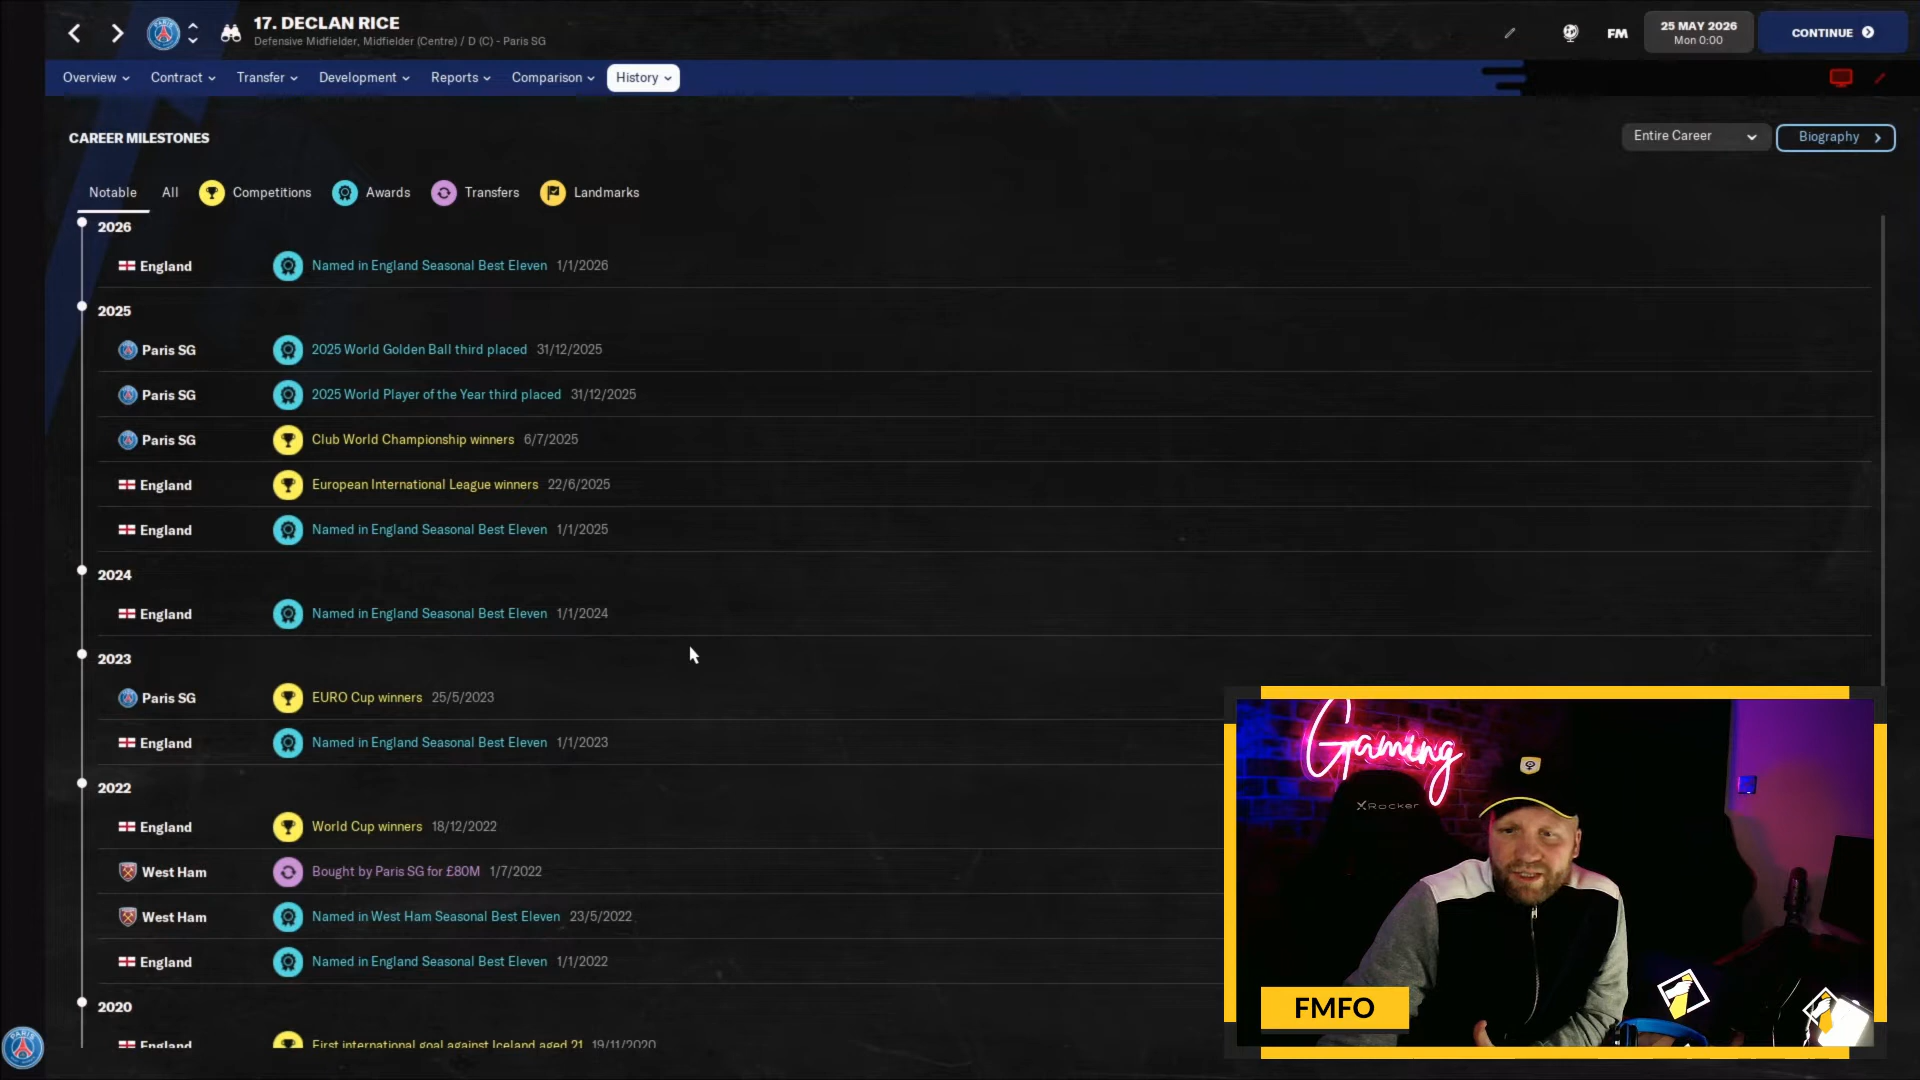 17. DECLAN RICE
Defensive Midfielder, Midfielder (Centre) / D (C) - Paris SG
FM
25 MAY 2026
Mon 0:00
CONTINUE
Overview
Contract
Transfer
Development
Reports
Comparison
History
CAREER MILESTONES
Entire Career
Biography
Notable
All
Competitions
Awards
Transfers
Landmarks
2026
England Named in England Seasonal Best Eleven 1/1/2026
2025
Paris SG 2025 World Golden Ball third placed 31/12/2025
Paris SG 2025 World Player of the Year third placed 31/12/2025
Paris SG Club World Championship winners 6/7/2025
England European International League winners 22/6/2025
England Named in England Seasonal Best Eleven 1/1/2025
2024
England Named in England Seasonal Best Eleven 1/1/2024
2023
Paris SG EURO Cup winners 25/5/2023
England Named in England Seasonal Best Eleven 1/1/2023
2022
England World Cup winners 18/12/2022
West Ham Bought by Paris SG for £80M 1/7/2022
West Ham Named in West Ham Seasonal Best Eleven 23/5/2022
England Named in England Seasonal Best Eleven 1/1/2022
2020
England First international goal against Iceland aged 21 19/11/2020
Gaming
XRocker
FMFO
PARIS